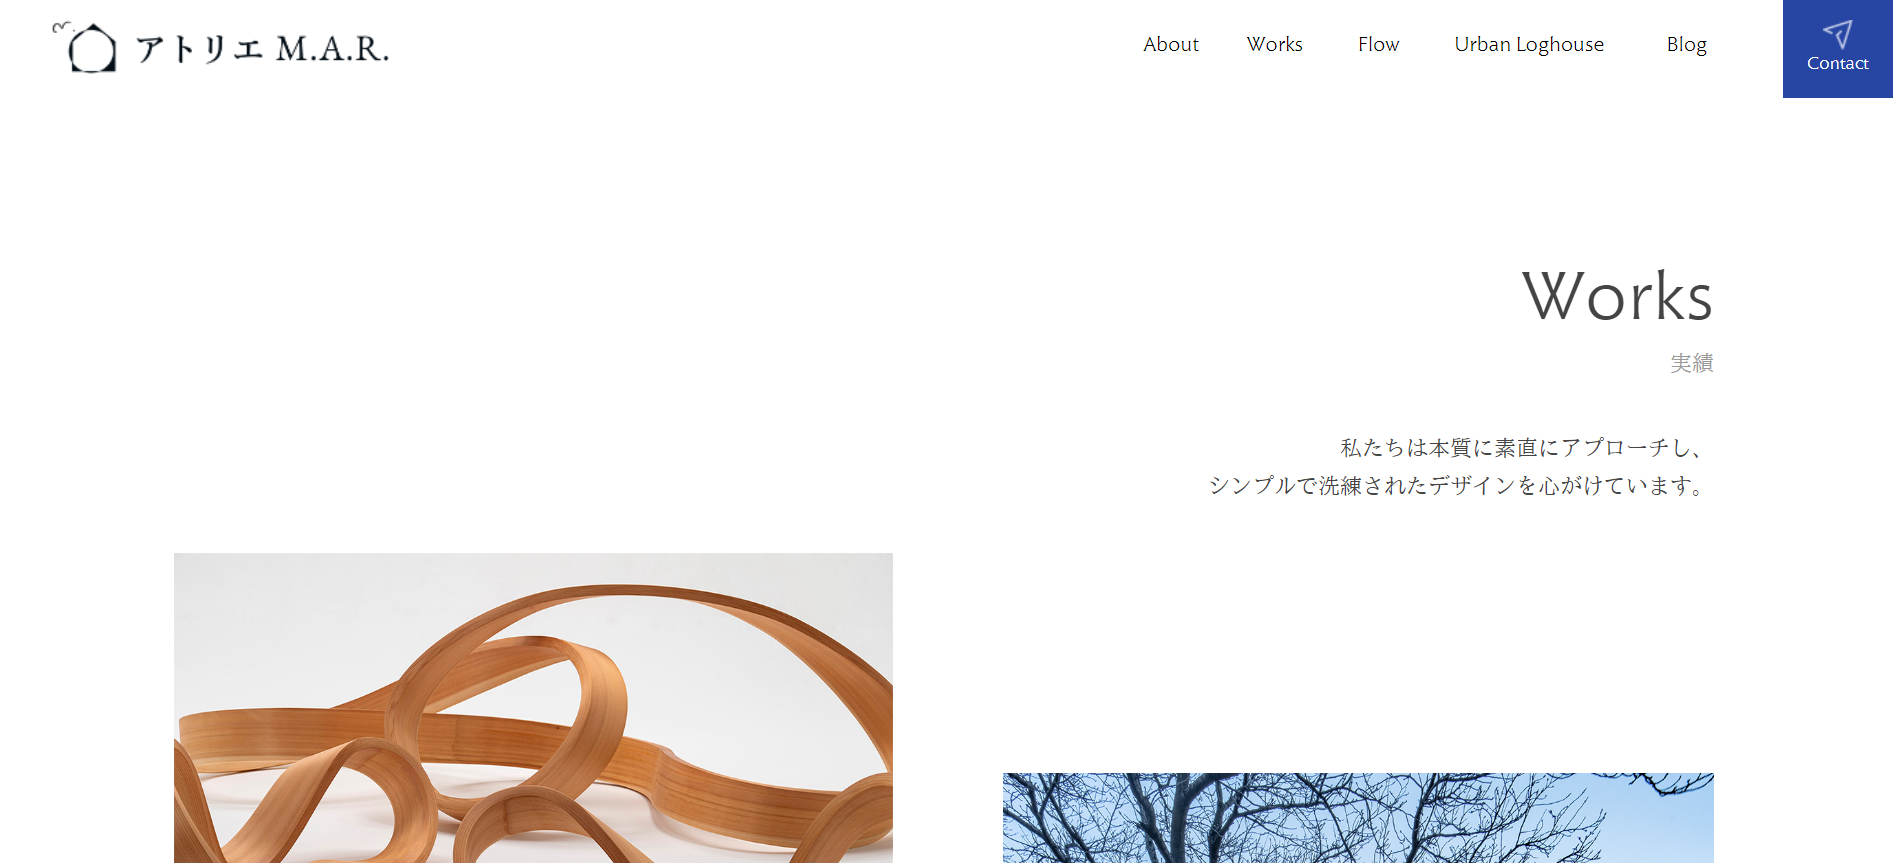 アトリエ M.A.R.
About
Works
Flow
Urban Loghouse
Blog
Contact
Works
実績
私たちは本質に素直にアプローチし、
シンプルで洗練されたデザインを心がけています。